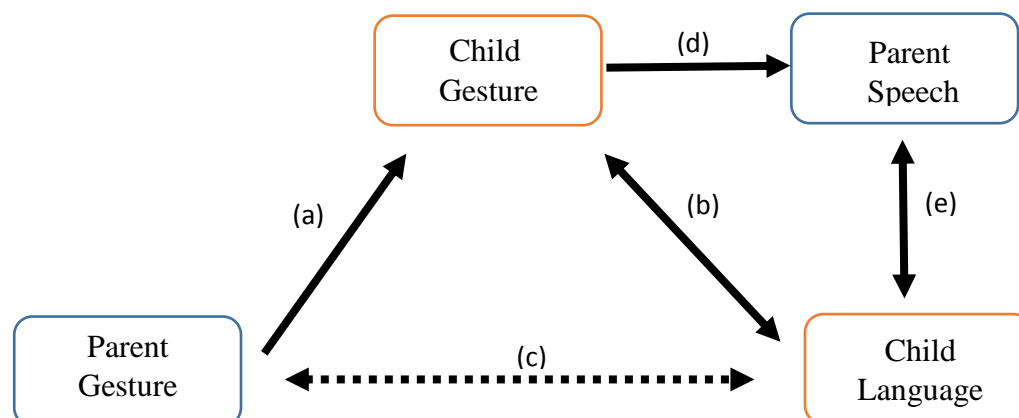 Child
Gesture
(d)
Parent
Speech
(a)
(b)
(e)
Parent
Gesture
(c)
Child
Language